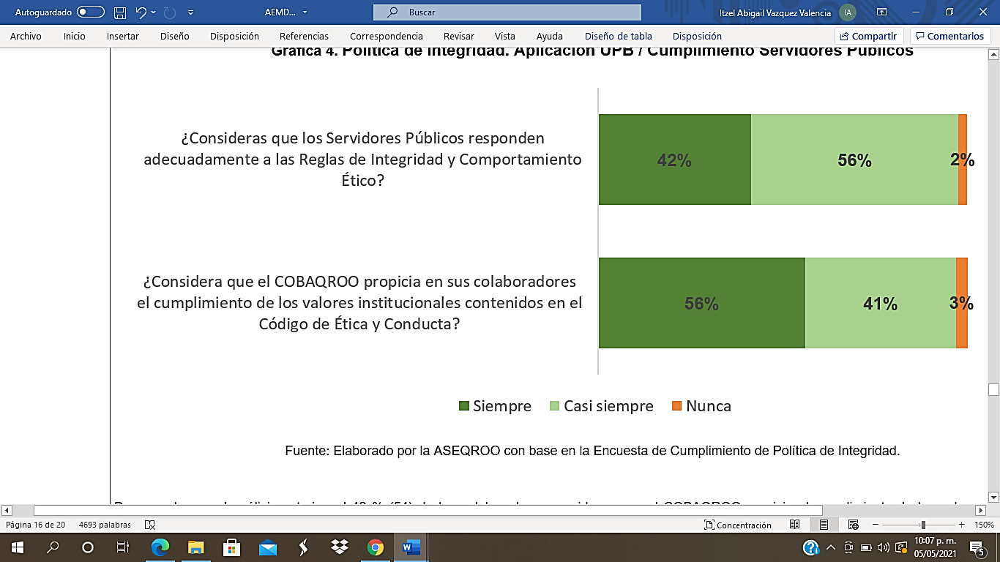 Autoguardado
AEMD...
Buscar
Itzel Abigail Vazquez Valencia
IA
Archivo Inicio Insertar Diseño Disposición Referencias Correspondencia Revisar Vista Ayuda Diseño de tabla Disposición
Compartir
Comentarios
Gráfica 4. Política de Integridad. Aplicación UPB / Cumplimiento Servidores Públicos
¿Consideras que los Servidores Públicos responden
adecuadamente a las Reglas de Integridad y Comportamiento
Ético?
42% 56% 2%
¿Considera que el COBAQROO propicia en sus colaboradores
el cumplimiento de los valores institucionales contenidos en el
Código de Ética y Conducta?
56% 41% 3%
Siempre Casi siempre Nunca
Fuente: Elaborado por la ASEQROO con base en la Encuesta de Cumplimiento de Política de Integridad.
Página 16 de 20 4693 palabras
Concentración
150%
10:07 p. m.
05/05/2021
5